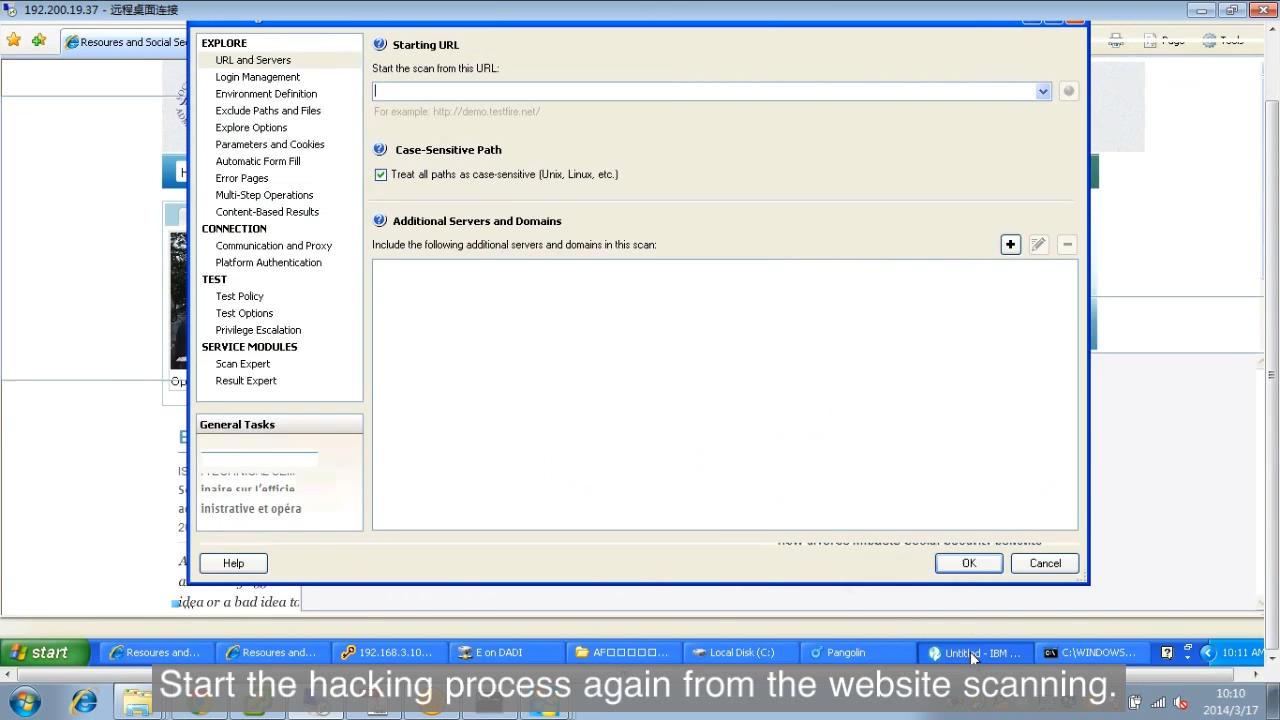 192.200.19.37 - 远程桌面连接
Resoures and Social Se
Page
Tools
EXPLORE
URL and Servers
Login Management
Environment Definition
Exclude Paths and Files
Explore Options
Parameters and Cookies
Automatic Form Fill
Error Pages
Multi-Step Operations
Content-Based Results
CONNECTION
Communication and Proxy
Platform Authentication
TEST
Test Policy
Test Options
Privilege Escalation
SERVICE MODULES
Scan Expert
Result Expert
General Tasks
inaire sur l'efficie
inistrative et opéra
Help
Starting URL
Start the scan from this URL:
For example: http://demo.testfire.net/
Case-Sensitive Path
Treat all paths as case-sensitive (Unix, Linux, etc.)
Additional Servers and Domains
Include the following additional servers and domains in this scan:
OK
Cancel
idea or a bad idea to
start
Resoures and...
Resoures and...
192.168.3.10...
E on DADI
AF
Local Disk (C:)
Pangolin
Untitled - IBM ...
C:\WINDOWS...
10:11 AM
Start the hacking process again from the website scanning.
10:10
2014/3/17